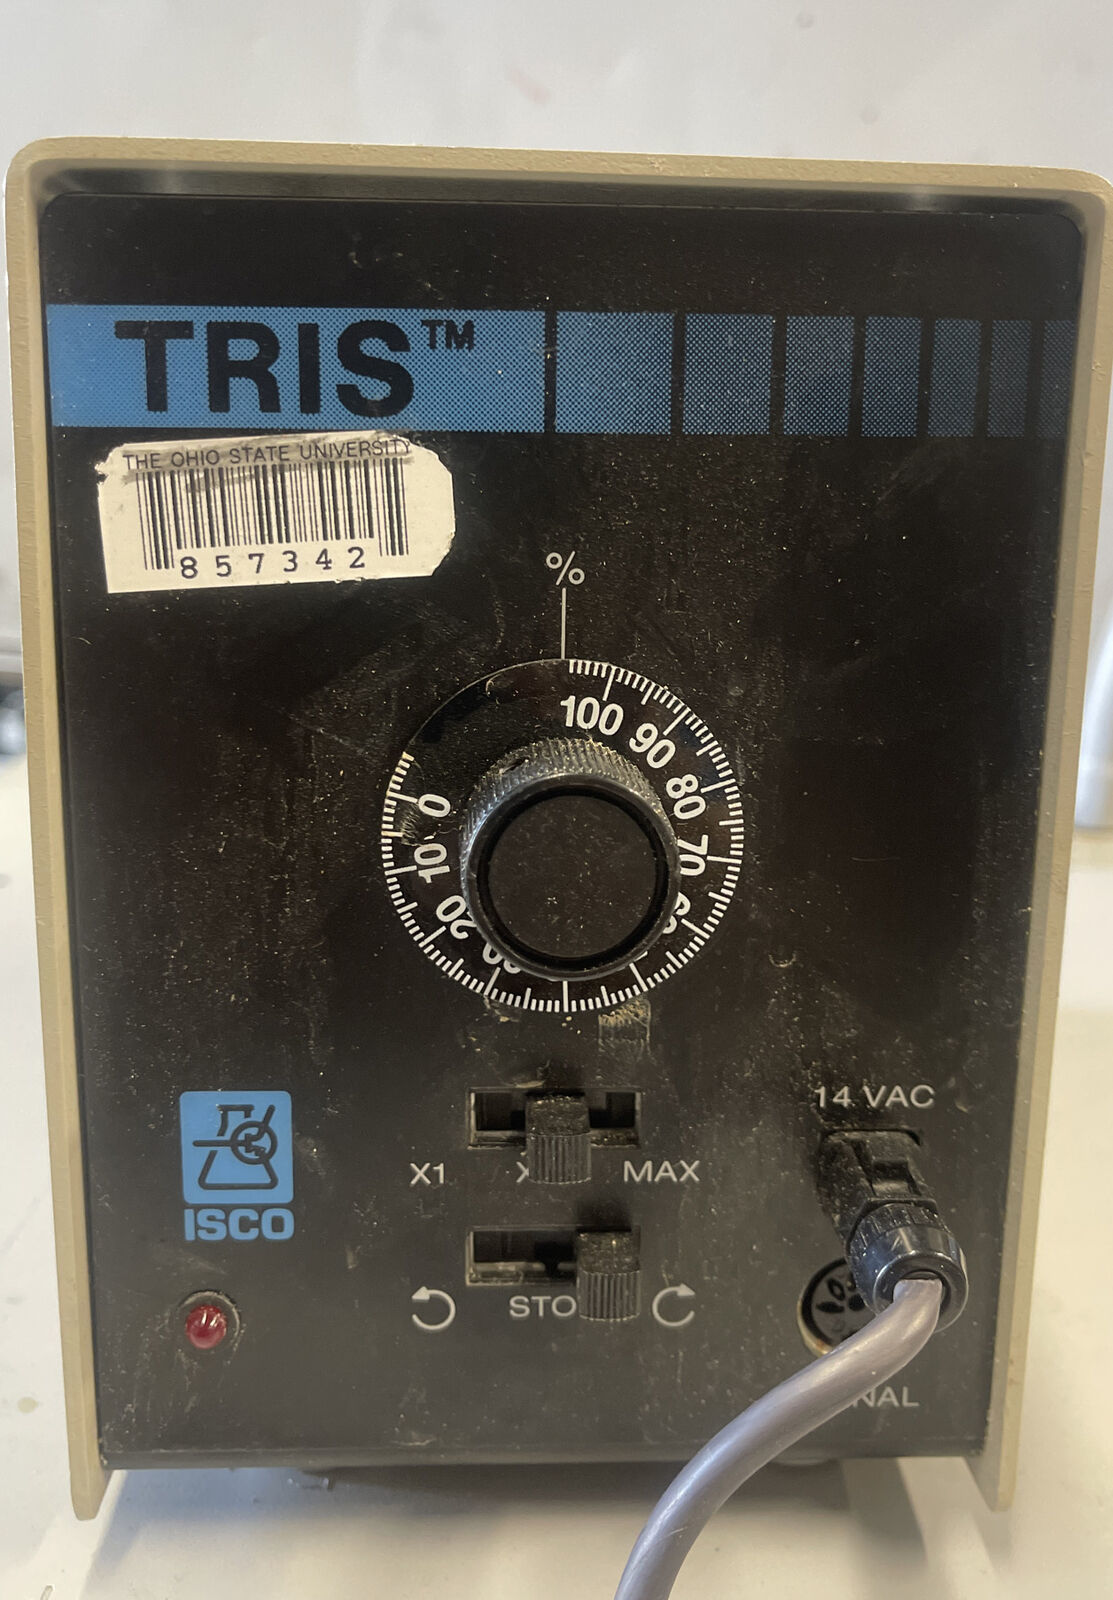 TRIS™
THE OHIO STATE UNIVERSITY
857342
%
100
90
80
70
0
10
20
14 VAC
X1
MAX
ISCO